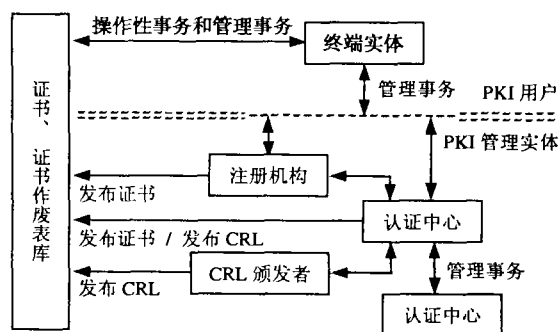 操作性事务和管理事务
终端实体
管理事务
PKI 用户
PKI 管理实体
证书、证书作废表库
注册机构
发布证书
认证中心
发布证书 / 发布 CRL
CRL 颁发者
发布 CRL
管理事务
认证中心